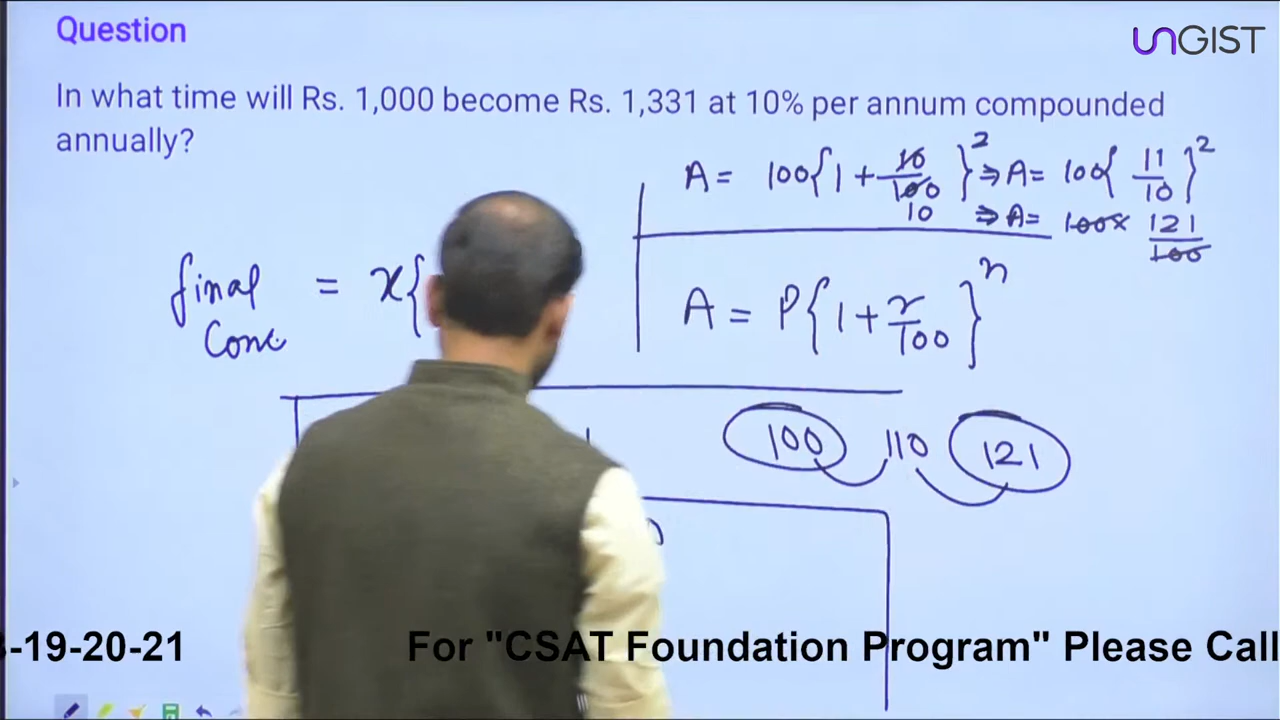 Question
UNGIST
In what time will Rs. 1,000 become Rs. 1,331 at 10% per annum compounded
annually?
A = 100{1 + 10/100}² ⇒ A = 100{11/10}²
10 ⇒ A = 100 × 121/100
final = x{
Conc
A = P{1 + r/100}ⁿ
100 110 121
-19-20-21 For "CSAT Foundation Program" Please Call